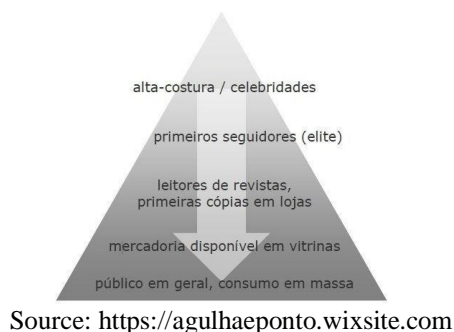 alta-costura / celebridades
primeiros seguidores (elite)
leitores de revistas,
primeiras cópias em lojas
mercadoria disponível em vitrinas
público em geral, consumo em massa
Source: https://agulhaeponto.wixsite.com